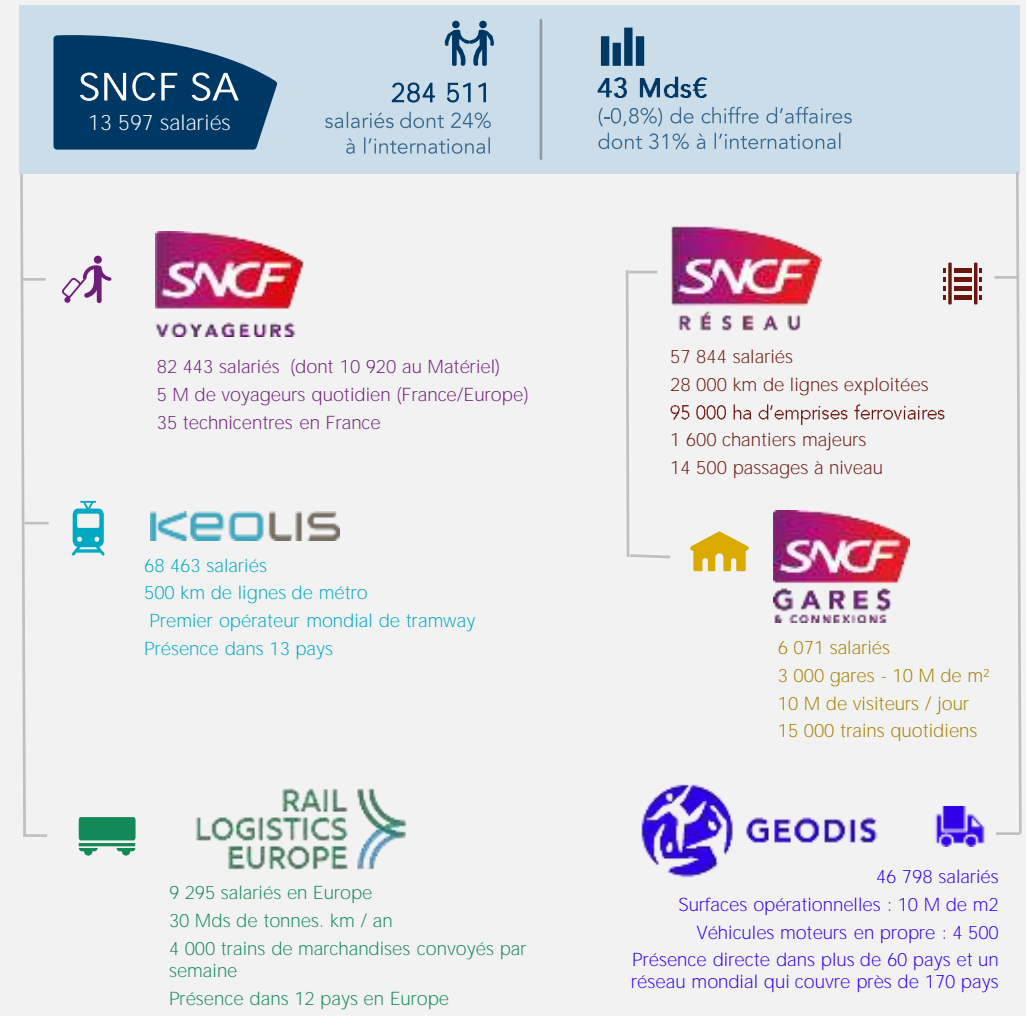 SNCF SA
13 597 salariés
284 511
salariés dont 24%
à l’international
43 Mds€
(-0,8%) de chiffre d’affaires
dont 31% à l’international
SNCF
VOYAGEURS
82 443 salariés (dont 10 920 au Matériel)
5 M de voyageurs quotidien (France/Europe)
35 technicentres en France
SNCF
RÉSEAU
57 844 salariés
28 000 km de lignes exploitées
95 000 ha d’emprises ferroviaires
1 600 chantiers majeurs
14 500 passages à niveau
KEOLIS
68 463 salariés
500 km de lignes de métro
Premier opérateur mondial de tramway
Présence dans 13 pays
SNCF
GARES
& CONNEXIONS
6 071 salariés
3 000 gares - 10 M de m²
10 M de visiteurs / jour
15 000 trains quotidiens
RAIL
LOGISTICS
EUROPE
9 295 salariés en Europe
30 Mds de tonnes. km / an
4 000 trains de marchandises convoyés par
semaine
Présence dans 12 pays en Europe
GEODIS
46 798 salariés
Surfaces opérationnelles : 10 M de m2
Véhicules moteurs en propre : 4 500
Présence directe dans plus de 60 pays et un
réseau mondial qui couvre près de 170 pays